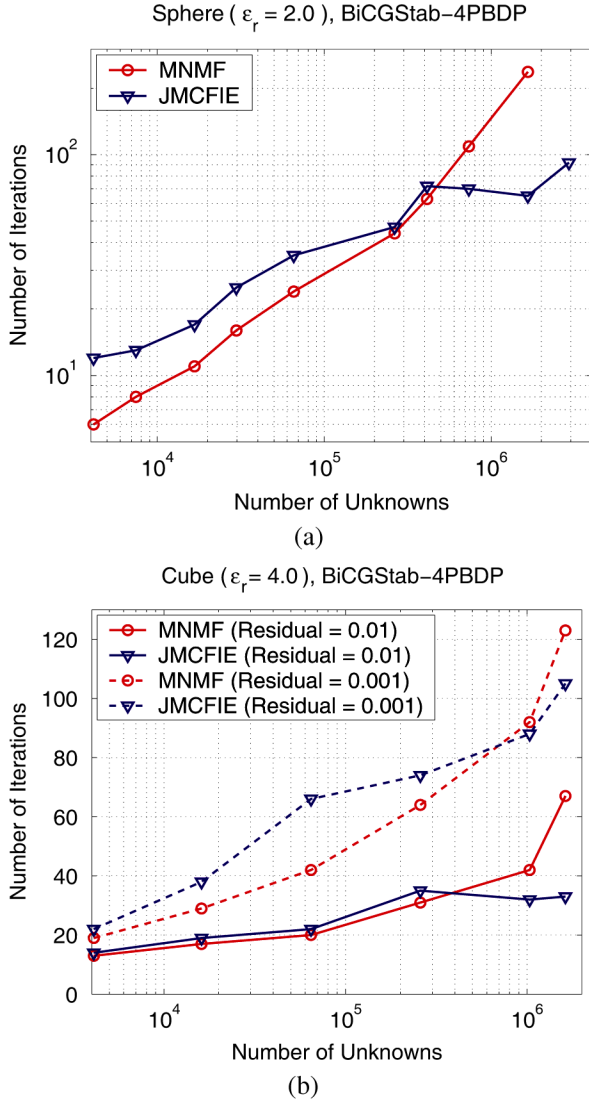 Sphere ( εr = 2.0 ), BiCGStab−4PBDP
MNMF
JMCFIE
10^2
10^1
Number of Iterations
10^4
10^5
10^6
Number of Unknowns
(a)
Cube ( εr = 4.0 ), BiCGStab−4PBDP
MNMF (Residual = 0.01)
JMCFIE (Residual = 0.01)
MNMF (Residual = 0.001)
JMCFIE (Residual = 0.001)
120
100
80
60
40
20
0
Number of Iterations
10^4
10^5
10^6
Number of Unknowns
(b)